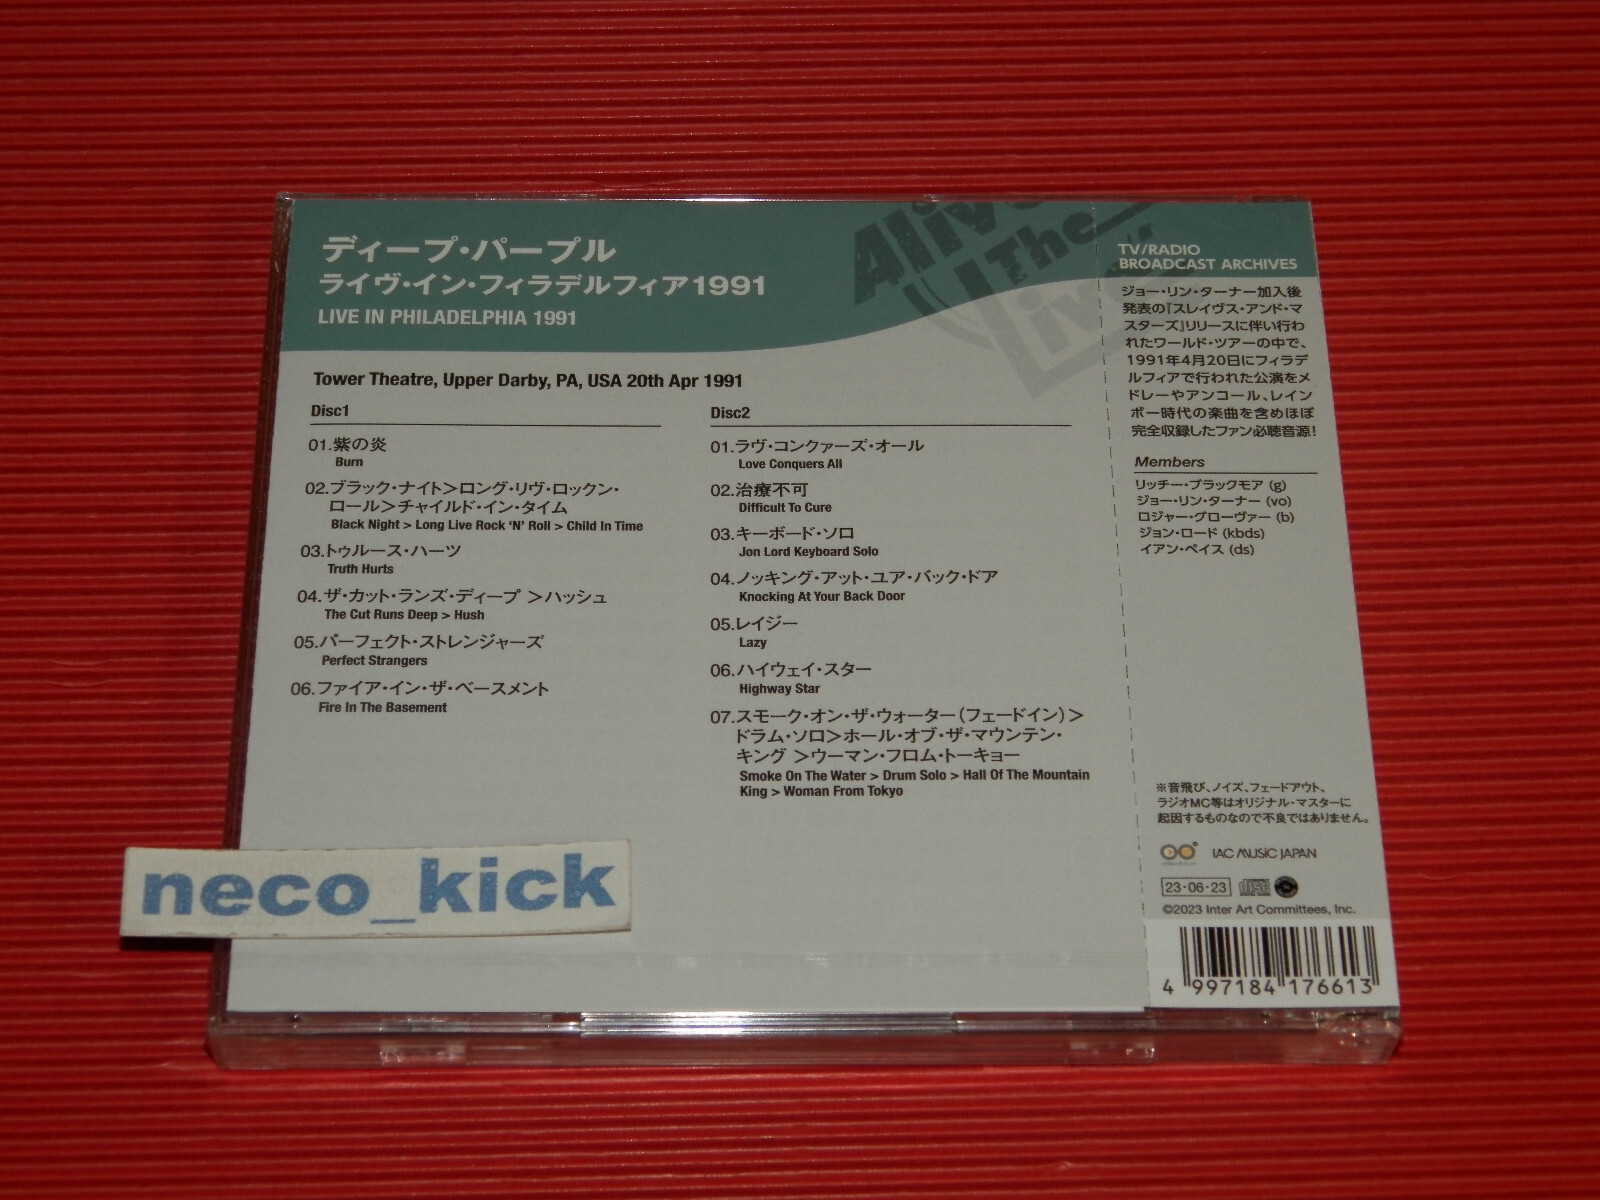 ディープ・パープル
ライヴ・イン・フィラデルフィア1991
LIVE IN PHILADELPHIA 1991
Alive
The
Live
Tower Theatre, Upper Darby, PA, USA 20th Apr 1991
Disc1
01.紫の炎
Burn
02.ブラック・ナイト>ロング・リヴ・ロックン・
ロール>チャイルド・イン・タイム
Black Night > Long Live Rock ‘N’ Roll > Child In Time
03.トゥルース・ハーツ
Truth Hurts
04.ザ・カット・ランズ・ディープ >ハッシュ
The Cut Runs Deep > Hush
05.パーフェクト・ストレンジャーズ
Perfect Strangers
06.ファイア・イン・ザ・ベースメント
Fire In The Basement
Disc2
01.ラヴ・コンクァーズ・オール
Love Conquers All
02.治療不可
Difficult To Cure
03.キーボード・ソロ
Jon Lord Keyboard Solo
04.ノッキング・アット・ユア・バック・ドア
Knocking At Your Back Door
05.レイジー
Lazy
06.ハイウェイ・スター
Highway Star
07.スモーク・オン・ザ・ウォーター(フェードイン)>
ドラム・ソロ>ホール・オブ・ザ・マウンテン・
キング >ウーマン・フロム・トーキョー
Smoke On The Water > Drum Solo > Hall Of The Mountain
King > Woman From Tokyo
TV/RADIO
BROADCAST ARCHIVES
ジョー・リン・ターナー加入後
発表の『スレイヴス・アンド・マ
スターズ』リリースに伴い行わ
れたワールド・ツアーの中で、
1991年4月20日にフィラデ
ルフィアで行われた公演をメ
ドレーやアンコール、レイン
ボー時代の楽曲を含めほぼ
完全収録したファン必聴音源!
Members
リッチー・ブラックモア (g)
ジョー・リン・ターナー (vo)
ロジャー・グローヴァー (b)
ジョン・ロード (kbds)
イアン・ペイス (ds)
※音飛び、ノイズ、フェードアウト、
ラジオMC等はオリジナル・マスターに
起因するものなので不良ではありません。
IAC MUSIC JAPAN
23・06・23
©2023 Inter Art Committees, Inc.
4 997184 176613
neco_kick